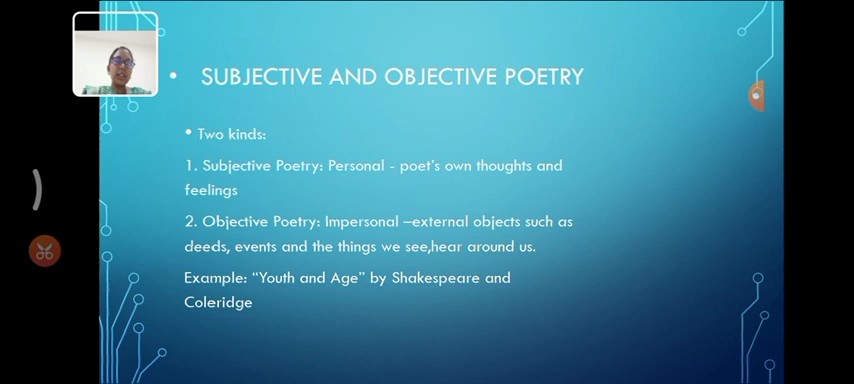 • SUBJECTIVE AND OBJECTIVE POETRY
• Two kinds:
1. Subjective Poetry: Personal - poet's own thoughts and
feelings
2. Objective Poetry: Impersonal –external objects such as
deeds, events and the things we see,hear around us.
Example: “Youth and Age” by Shakespeare and
Coleridge